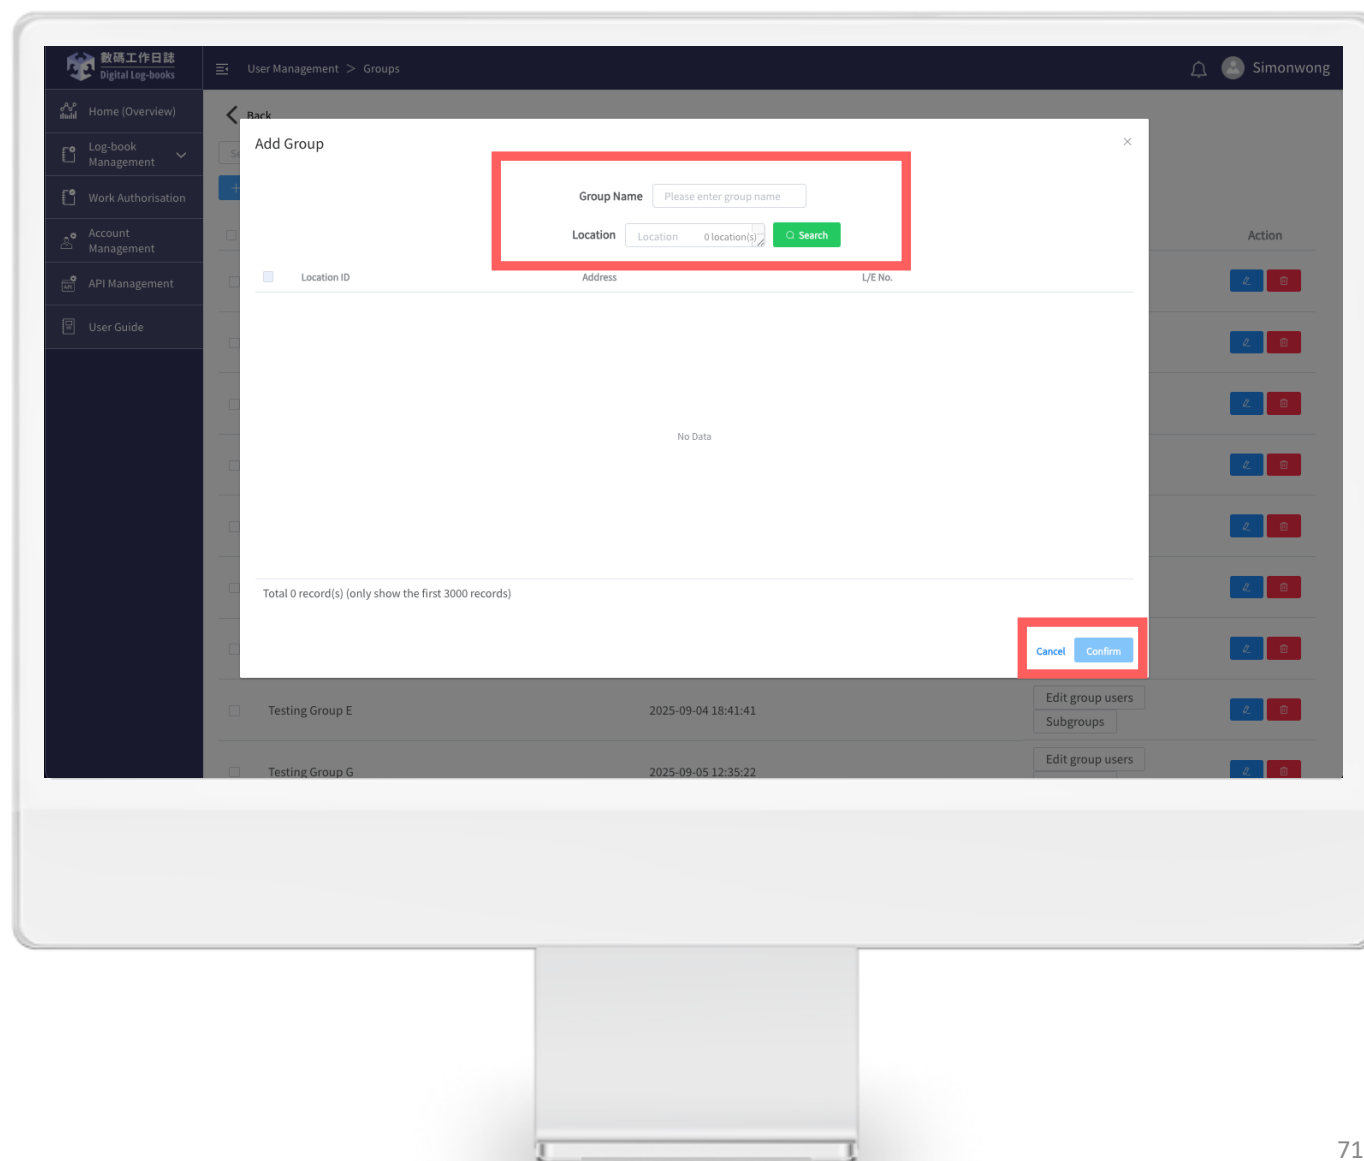 數碼工作日誌
Digital Log-books
User Management > Groups
Simonwong
Home (Overview)
Log-book
Management
Work Authorisation
Account
Management
API Management
User Guide
Back
Add Group
Group Name Please enter group name
Location Location 0 location(s) Search
Action
Location ID Address L/E No.
No Data
Total 0 record(s) (only show the first 3000 records)
Cancel Confirm
Testing Group E 2025-09-04 18:41:41 Edit group users
Subgroups
Testing Group G 2025-09-05 12:35:22 Edit group users
71